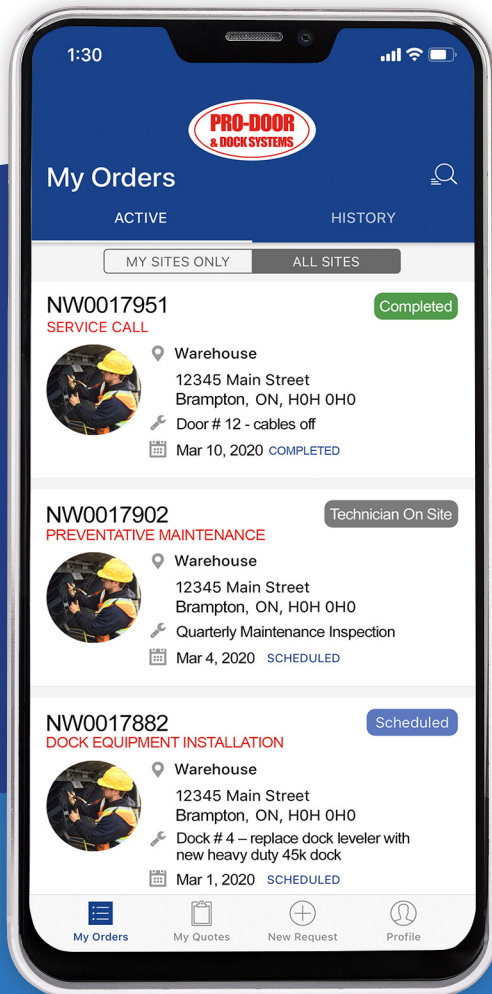 1:30
PRO-DOOR
& DOCK SYSTEMS
My Orders
ACTIVE HISTORY
MY SITES ONLY ALL SITES
NW0017951 Completed
SERVICE CALL
Warehouse
12345 Main Street
Brampton, ON, H0H 0H0
Door # 12 - cables off
Mar 10, 2020 COMPLETED
NW0017902 Technician On Site
PREVENTATIVE MAINTENANCE
Warehouse
12345 Main Street
Brampton, ON, H0H 0H0
Quarterly Maintenance Inspection
Mar 4, 2020 SCHEDULED
NW0017882 Scheduled
DOCK EQUIPMENT INSTALLATION
Warehouse
12345 Main Street
Brampton, ON, H0H 0H0
Dock # 4 – replace dock leveler with
new heavy duty 45k dock
Mar 1, 2020 SCHEDULED
My Orders My Quotes New Request Profile